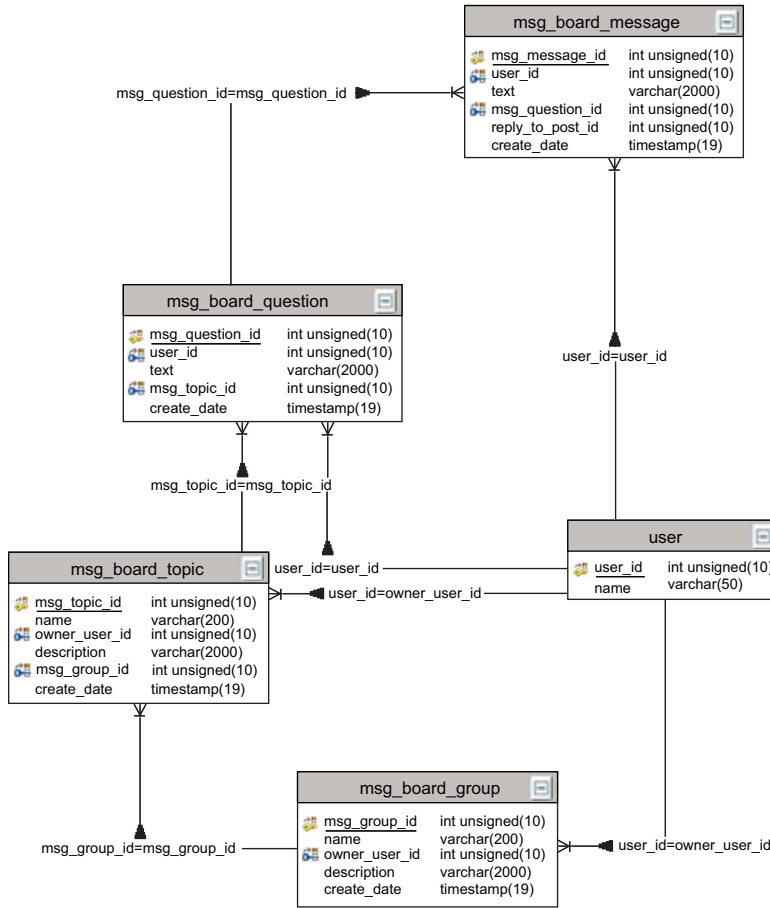 msg_board_message
msg_message_id int unsigned(10)
user_id int unsigned(10)
text varchar(2000)
msg_question_id int unsigned(10)
reply_to_post_id int unsigned(10)
create_date timestamp(19)
msg_question_id=msg_question_id
msg_board_question
msg_question_id int unsigned(10)
user_id int unsigned(10)
text varchar(2000)
msg_topic_id int unsigned(10)
create_date timestamp(19)
user_id=user_id
msg_topic_id=msg_topic_id
user
user_id int unsigned(10)
name varchar(50)
user_id=user_id
user_id=owner_user_id
msg_board_topic
msg_topic_id int unsigned(10)
name varchar(200)
owner_user_id int unsigned(10)
description varchar(2000)
msg_group_id int unsigned(10)
create_date timestamp(19)
msg_board_group
msg_group_id int unsigned(10)
name varchar(200)
owner_user_id int unsigned(10)
description varchar(2000)
create_date timestamp(19)
msg_group_id=msg_group_id
user_id=owner_user_id